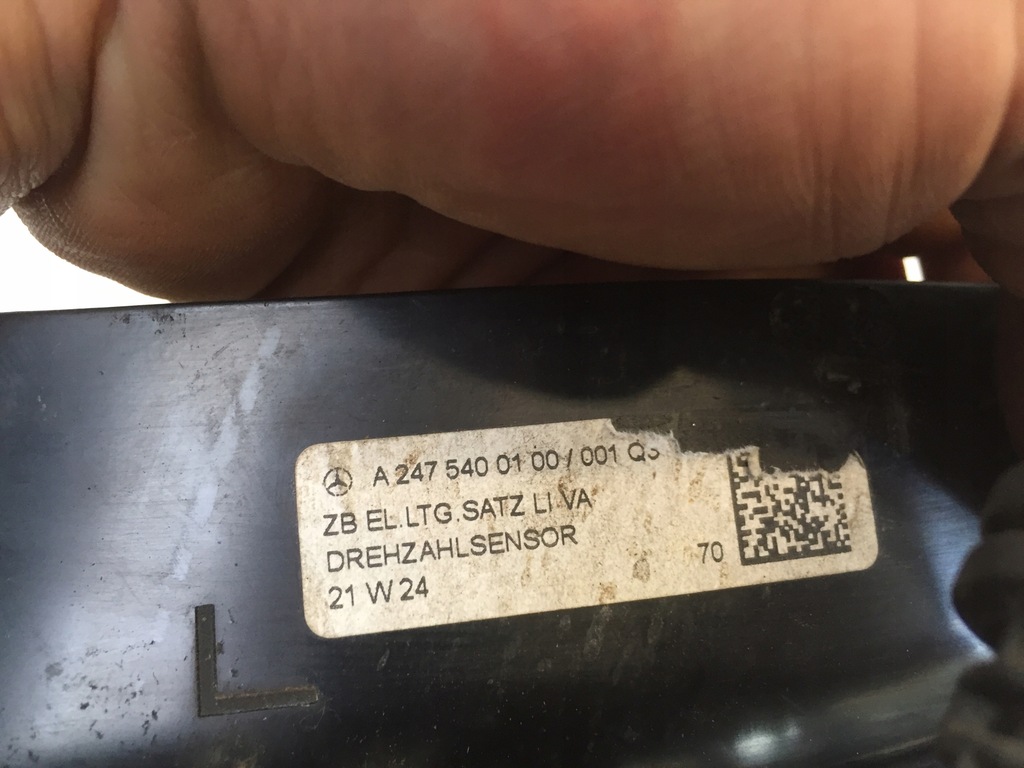 A 247 540 01 00 / 001
ZB EL.LTG.SATZ LI VA
DREHZAHLSENSOR
21 W 24 70
L